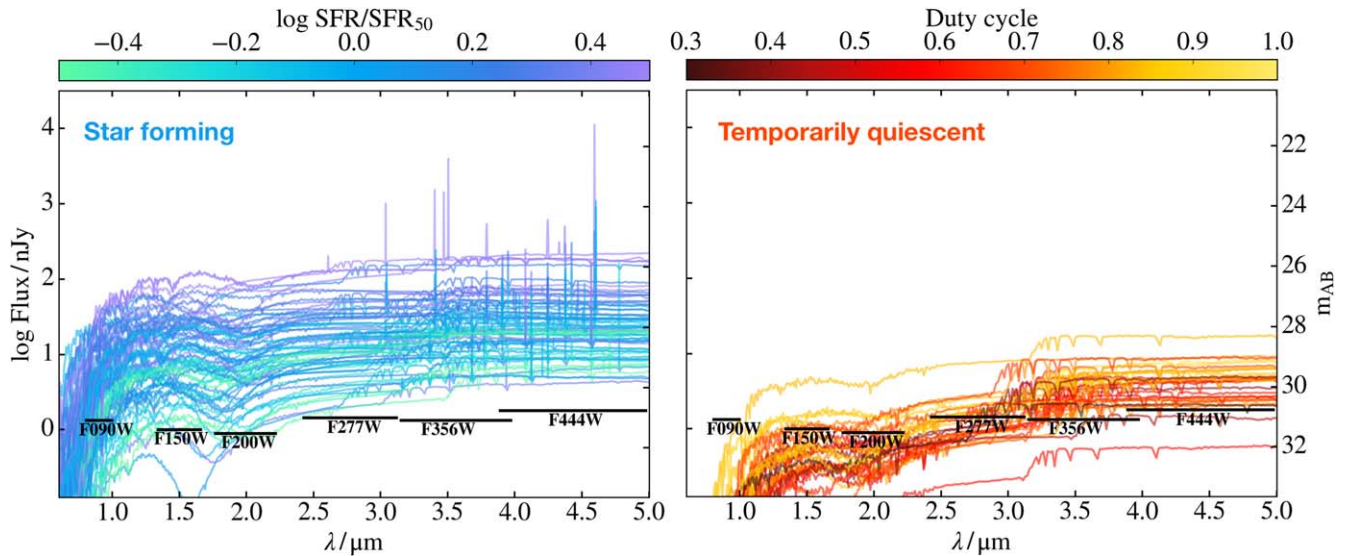 log SFR/SFR₅₀
−0.4 −0.2 0.0 0.2 0.4
Star forming
log Flux/nJy
4
3
2
1
0
F090W F150W F200W F277W F356W F444W
1.0 1.5 2.0 2.5 3.0 3.5 4.0 4.5 5.0
λ/μm
Duty cycle
0.3 0.4 0.5 0.6 0.7 0.8 0.9 1.0
Temporarily quiescent
22
24
26
28
30
32
m_AB
F090W F150W F200W F277W F356W F444W
1.0 1.5 2.0 2.5 3.0 3.5 4.0 4.5 5.0
λ/μm